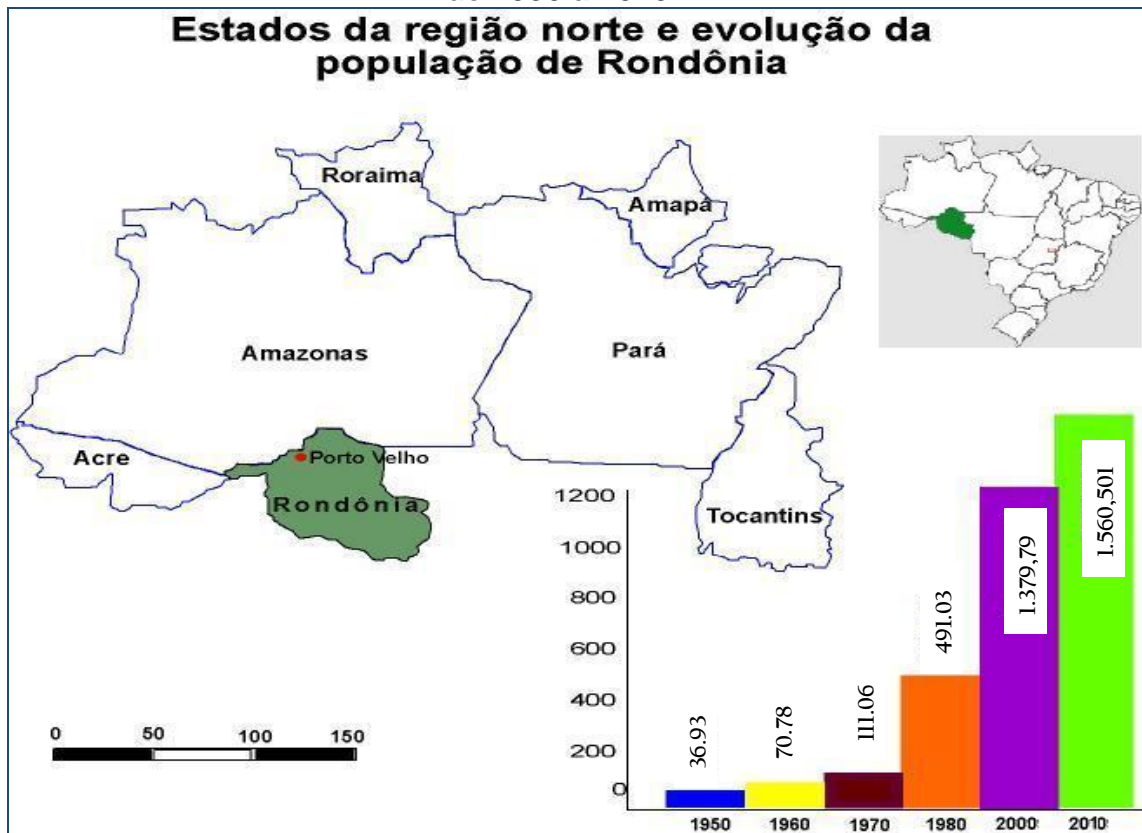 Estados da região norte e evolução da
população de Rondônia
Roraima
Amapá
Amazonas
Pará
Acre
Porto Velho
Rondônia
Tocantins
0 50 100 150
1200
1000
800
600
400
200
0
36.93
70.78
111.06
491.03
1.379,79
1.560,501
1950 1960 1970 1980 2000 2010